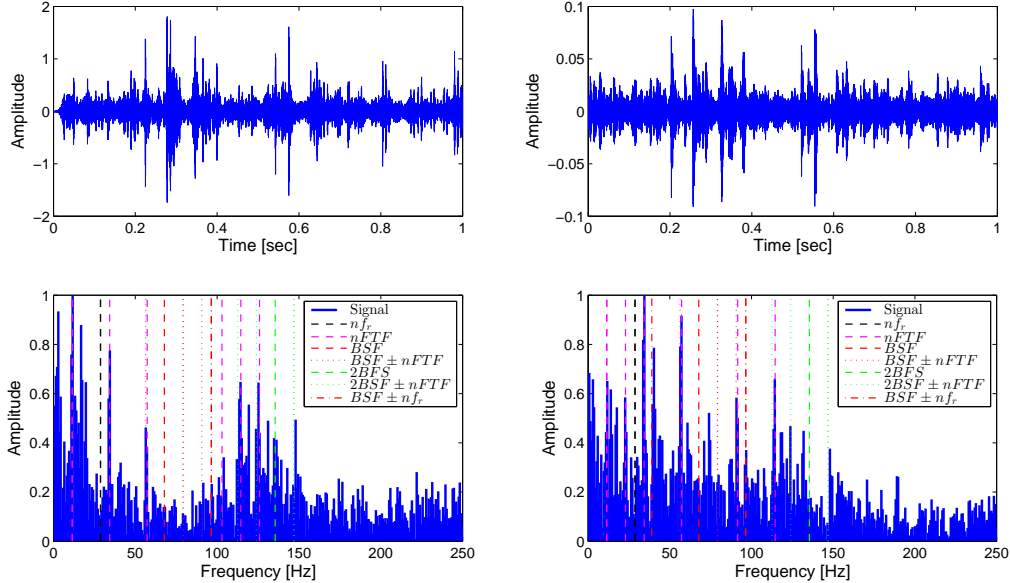 2
1
0
−1
−2
Amplitude
0
0.2
0.4
0.6
0.8
1
Time [sec]
0.1
0.05
0
−0.05
−0.1
Amplitude
0
0.2
0.4
0.6
0.8
1
Time [sec]
1
0.8
0.6
0.4
0.2
0
Amplitude
0
50
100
150
200
250
Frequency [Hz]
Signal
nf_r
nFTF
BSF
BSF ± nFTF
2BFS
2BSF ± nFTF
BSF ± nf_r
1
0.8
0.6
0.4
0.2
0
Amplitude
0
50
100
150
200
250
Frequency [Hz]
Signal
nf_r
nFTF
BSF
BSF ± nFTF
2BFS
2BSF ± nFTF
BSF ± nf_r